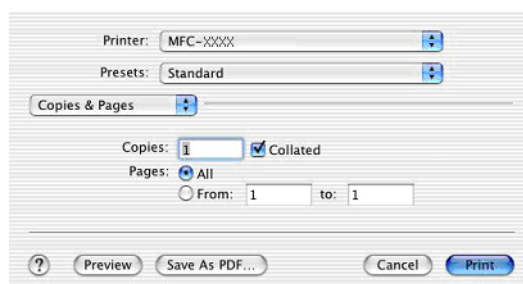 Printer: MFC-XXXX
Presets: Standard
Copies & Pages
Copies: 1 Collated
Pages: All
From: 1 to: 1
? Preview Save As PDF... Cancel Print